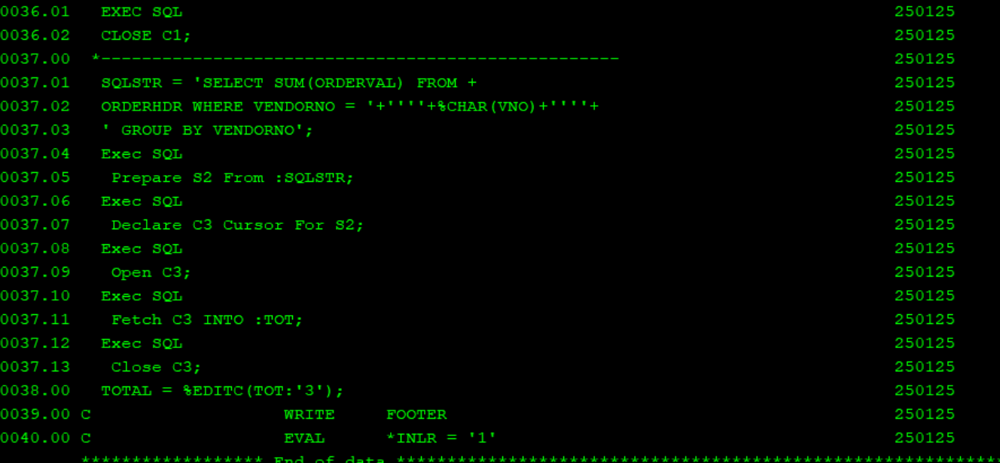 0036.01 EXEC SQL 250125
0036.02 CLOSE C1; 250125
0037.00 *--------------------------------------------------- 250125
0037.01 SQLSTR = 'SELECT SUM(ORDERVAL) FROM + 250125
0037.02 ORDERHDR WHERE VENDORNO = '+''''+%CHAR(VNO)+''''+ 250125
0037.03 ' GROUP BY VENDORNO'; 250125
0037.04 Exec SQL 250125
0037.05 Prepare S2 From :SQLSTR; 250125
0037.06 Exec SQL 250125
0037.07 Declare C3 Cursor For S2; 250125
0037.08 Exec SQL 250125
0037.09 Open C3; 250125
0037.10 Exec SQL 250125
0037.11 Fetch C3 INTO :TOT; 250125
0037.12 Exec SQL 250125
0037.13 Close C3; 250125
0038.00 TOTAL = %EDITC(TOT:'3'); 250125
0039.00 C WRITE FOOTER 250125
0040.00 C EVAL *INLR = '1' 250125
****************** End of data ************************************************************